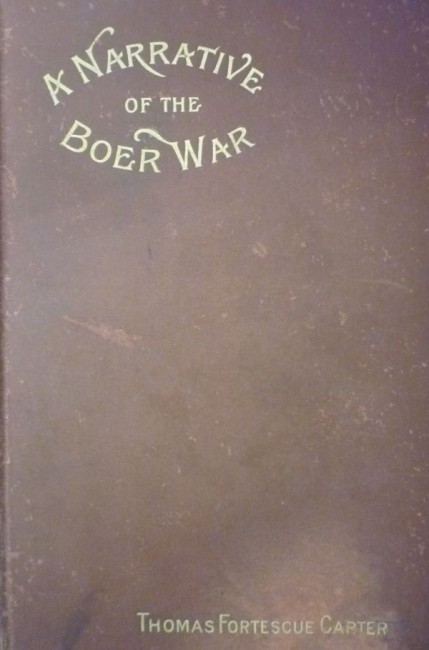 A NARRATIVE
OF THE
BOER WAR
THOMAS FORTESCUE CARTER